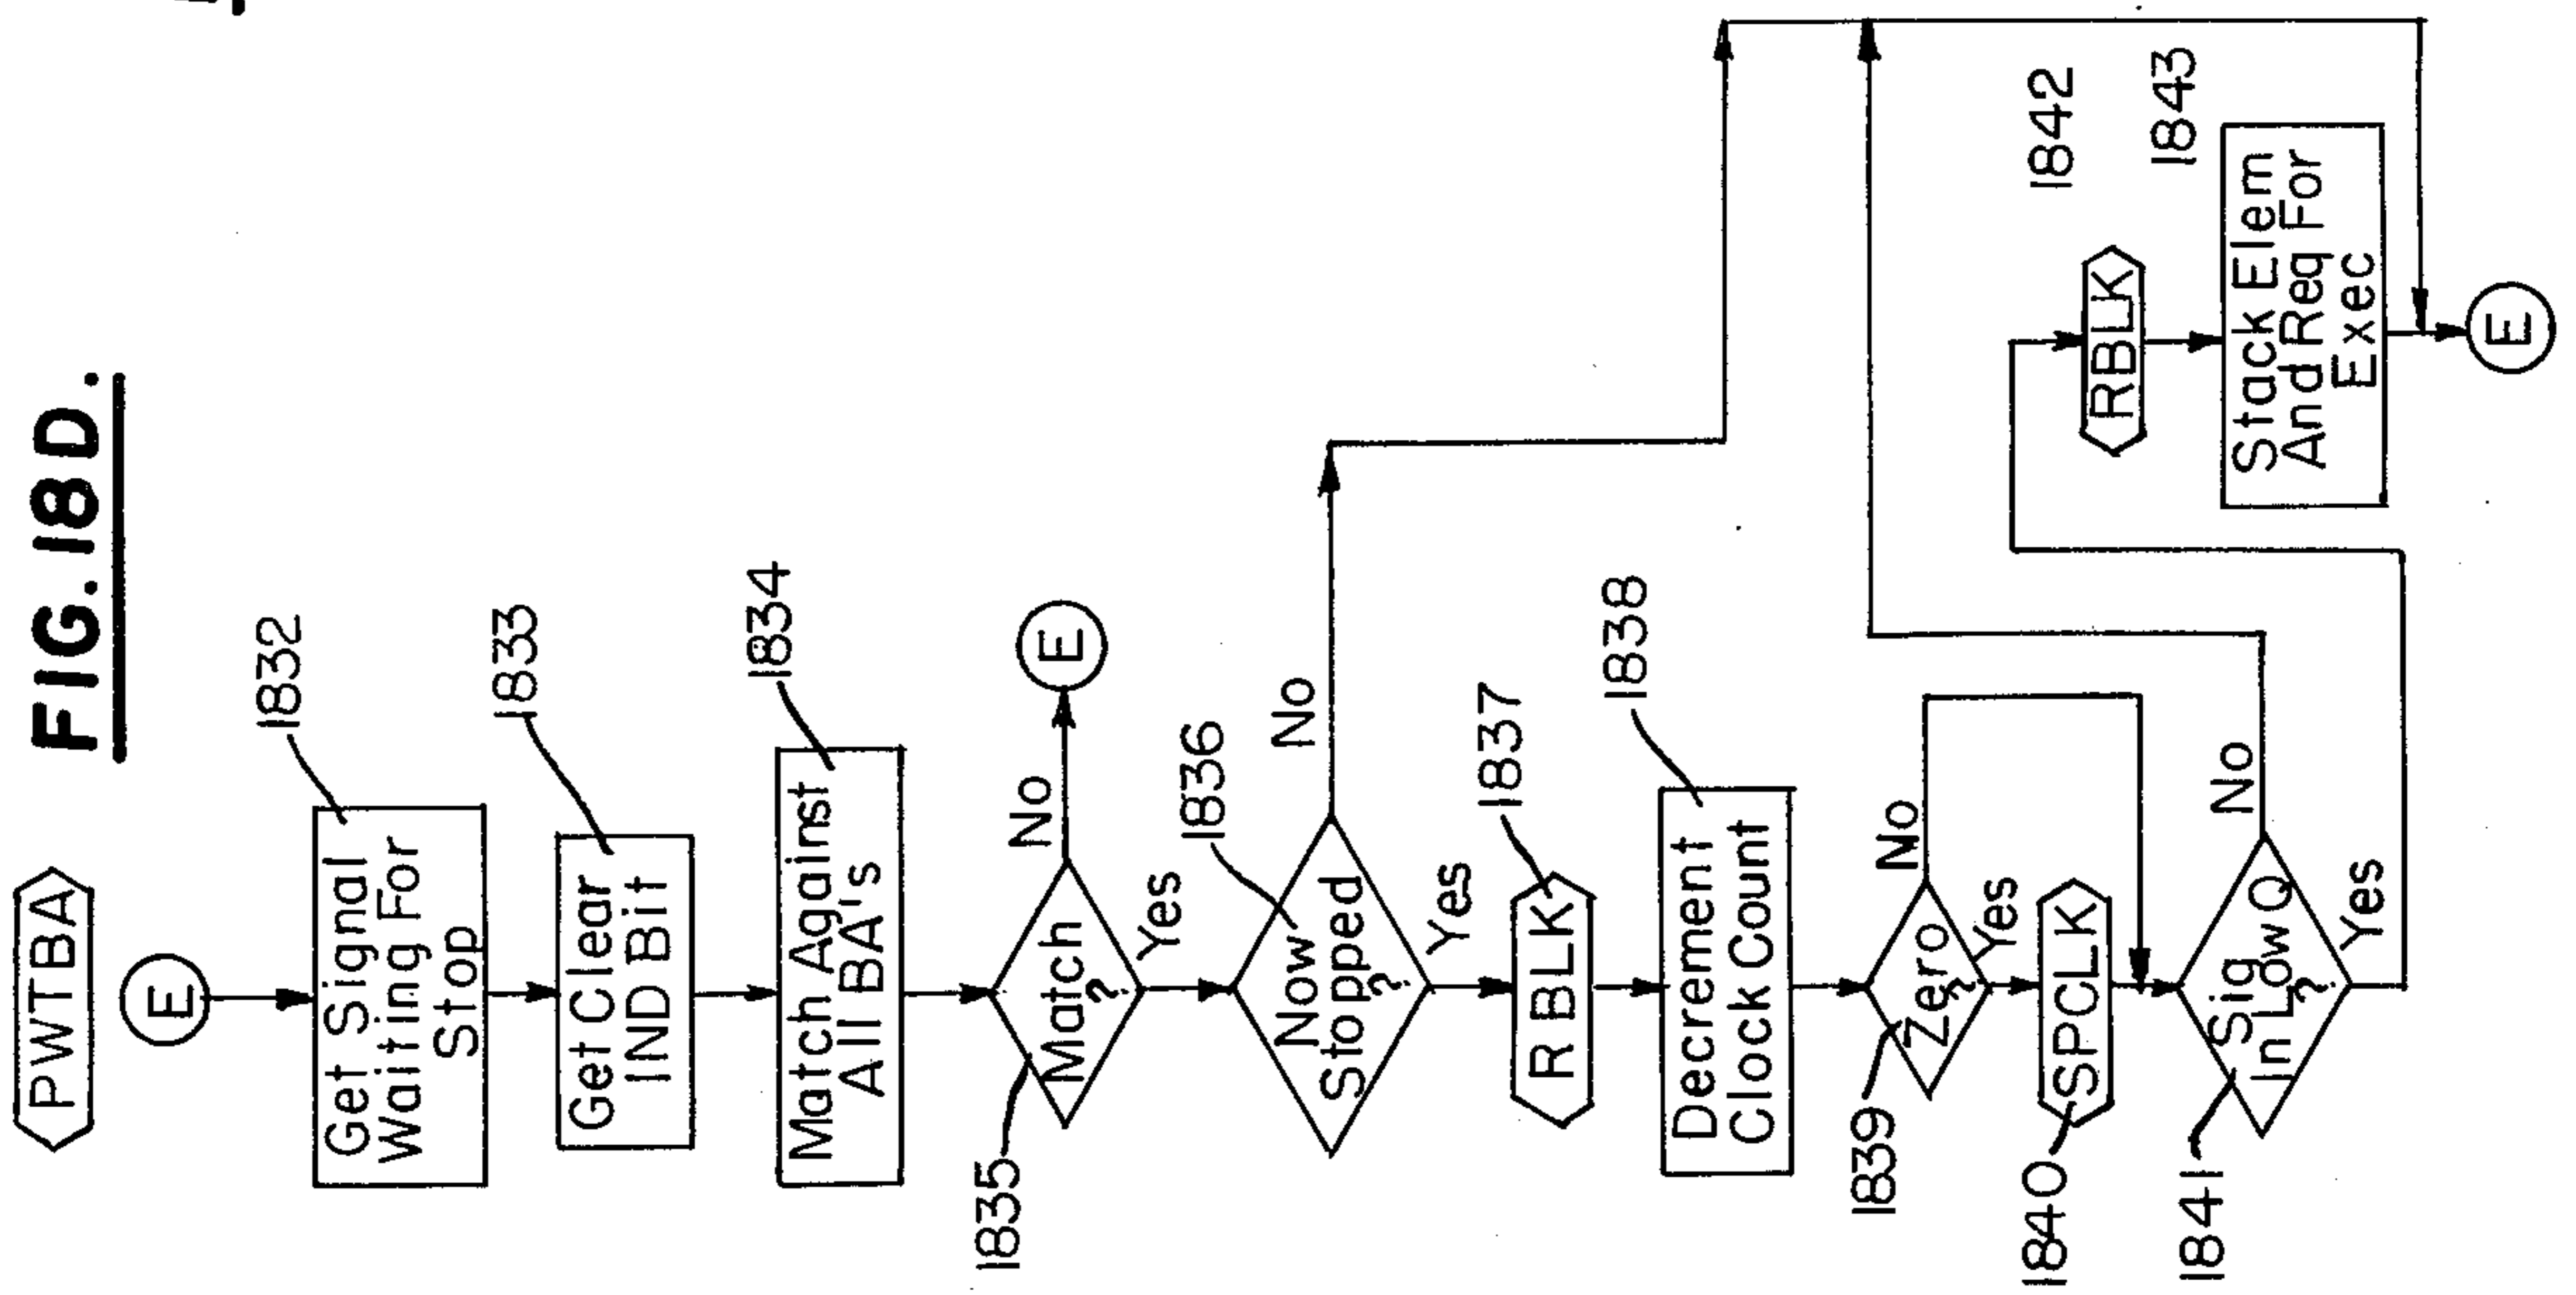 FIG. 18D.
PWTBA
E
1832
Get Signal
Waiting For
Stop
1833
Get Clear
IND Bit
1834
Match Against
All BA's
1835
Match
?
No
E
Yes
1836
Now
Stopped
?
No
Yes
1837
RBLK
1838
Decrement
Clock Count
1839
Zero
?
No
Yes
1840
SPCLK
1841
Sig
In Low Q
?
No
Yes
1842
RBLK
1843
Stack Elem
And Req For
Exec
E